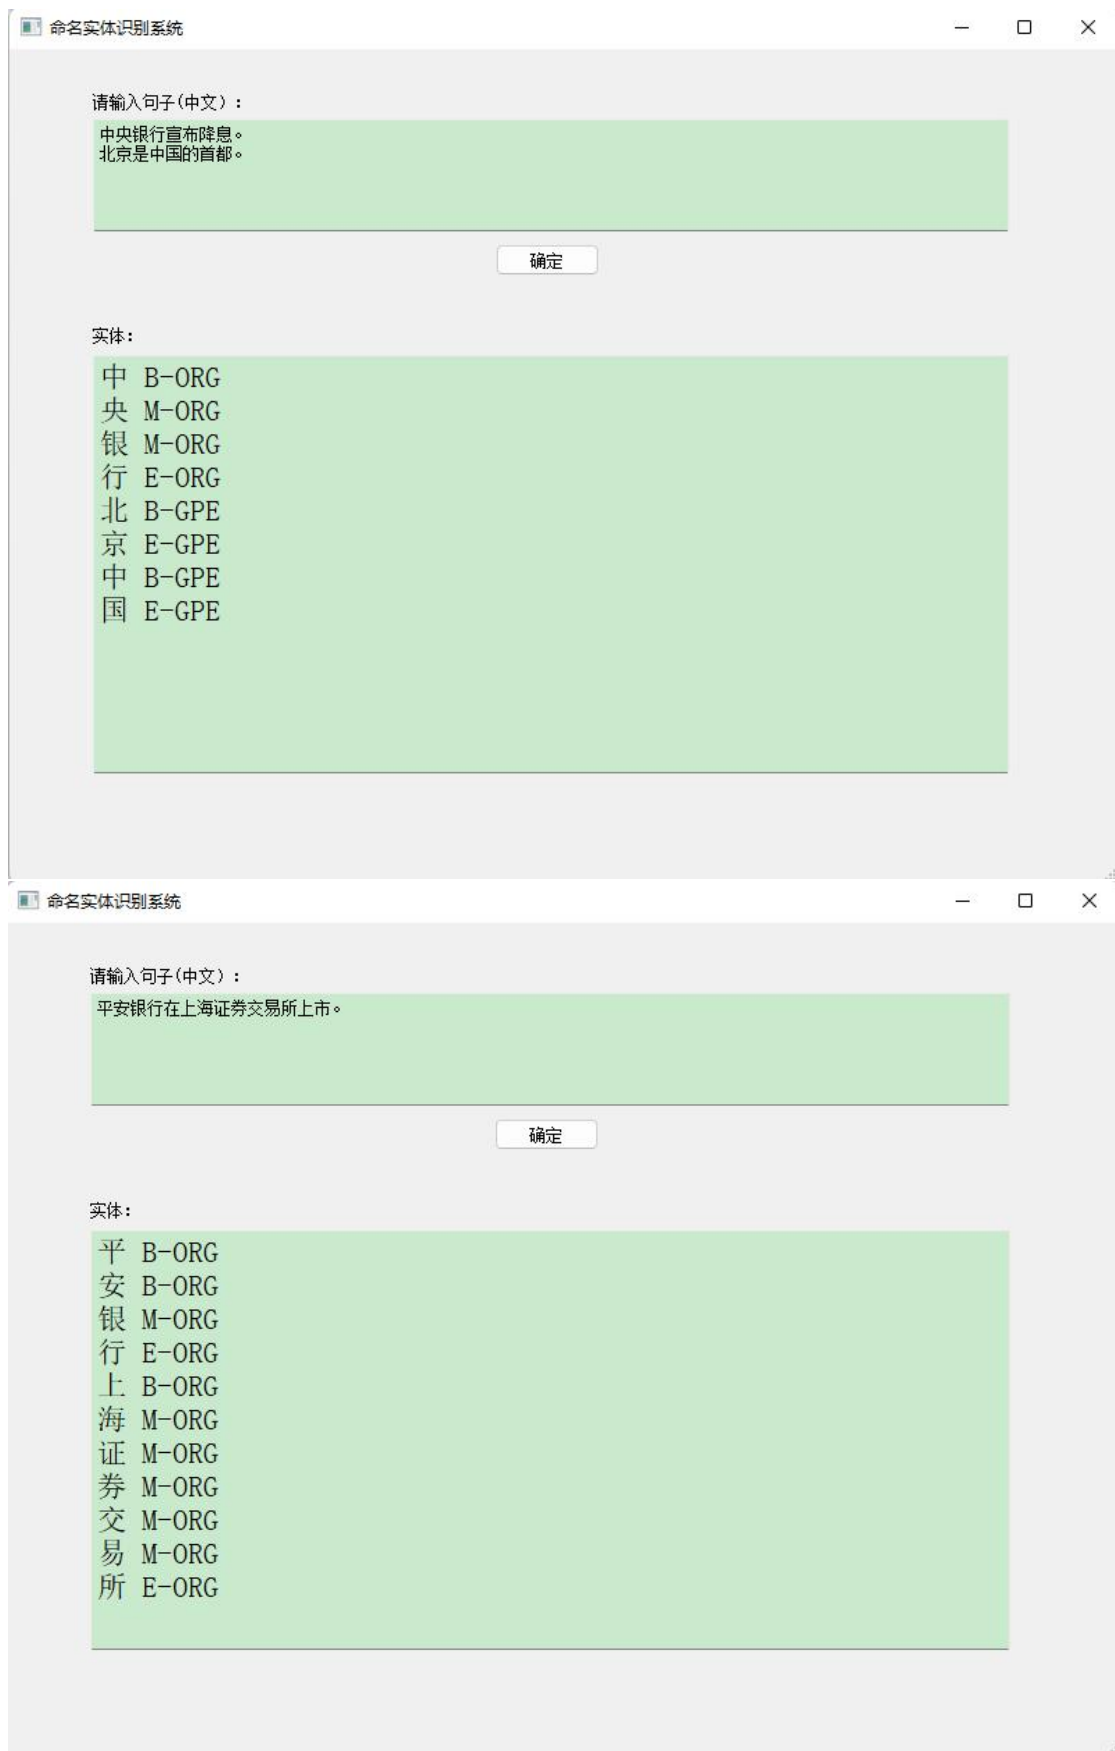 命名实体识别系统
请输入句子(中文)：
中央银行宣布降息。
北京是中国的首都。
确定
实体：
中 B-ORG
央 M-ORG
银 M-ORG
行 E-ORG
北 B-GPE
京 E-GPE
中 B-GPE
国 E-GPE
命名实体识别系统
请输入句子(中文)：
平安银行在上海证券交易所上市。
确定
实体：
平 B-ORG
安 B-ORG
银 M-ORG
行 E-ORG
上 B-ORG
海 M-ORG
证 M-ORG
券 M-ORG
交 M-ORG
易 M-ORG
所 E-ORG